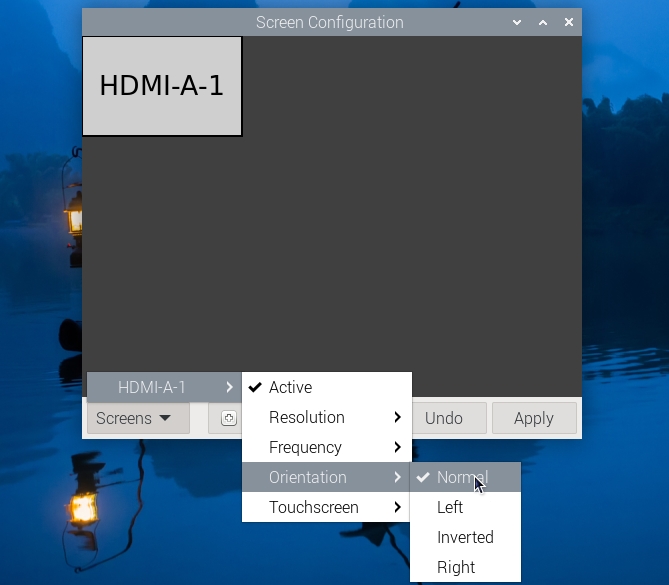 Screen Configuration
HDMI-A-1
HDMI-A-1
Active
Resolution
Frequency
Orientation
Touchscreen
Normal
Left
Inverted
Right
Screens
Undo
Apply